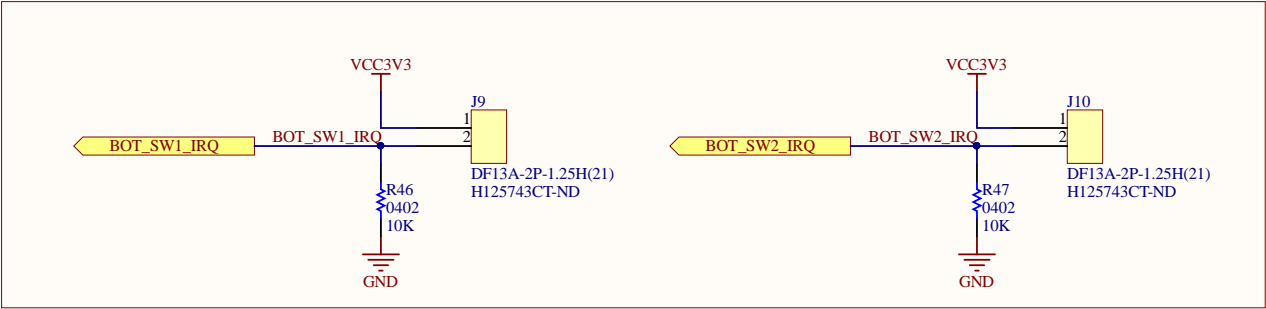 VCC3V3
J9
1
2
BOT_SW1_IRQ
BOT_SW1_IRQ
DF13A-2P-1.25H(21)
H125743CT-ND
R46
0402
10K
GND
VCC3V3
J10
1
2
BOT_SW2_IRQ
BOT_SW2_IRQ
DF13A-2P-1.25H(21)
H125743CT-ND
R47
0402
10K
GND